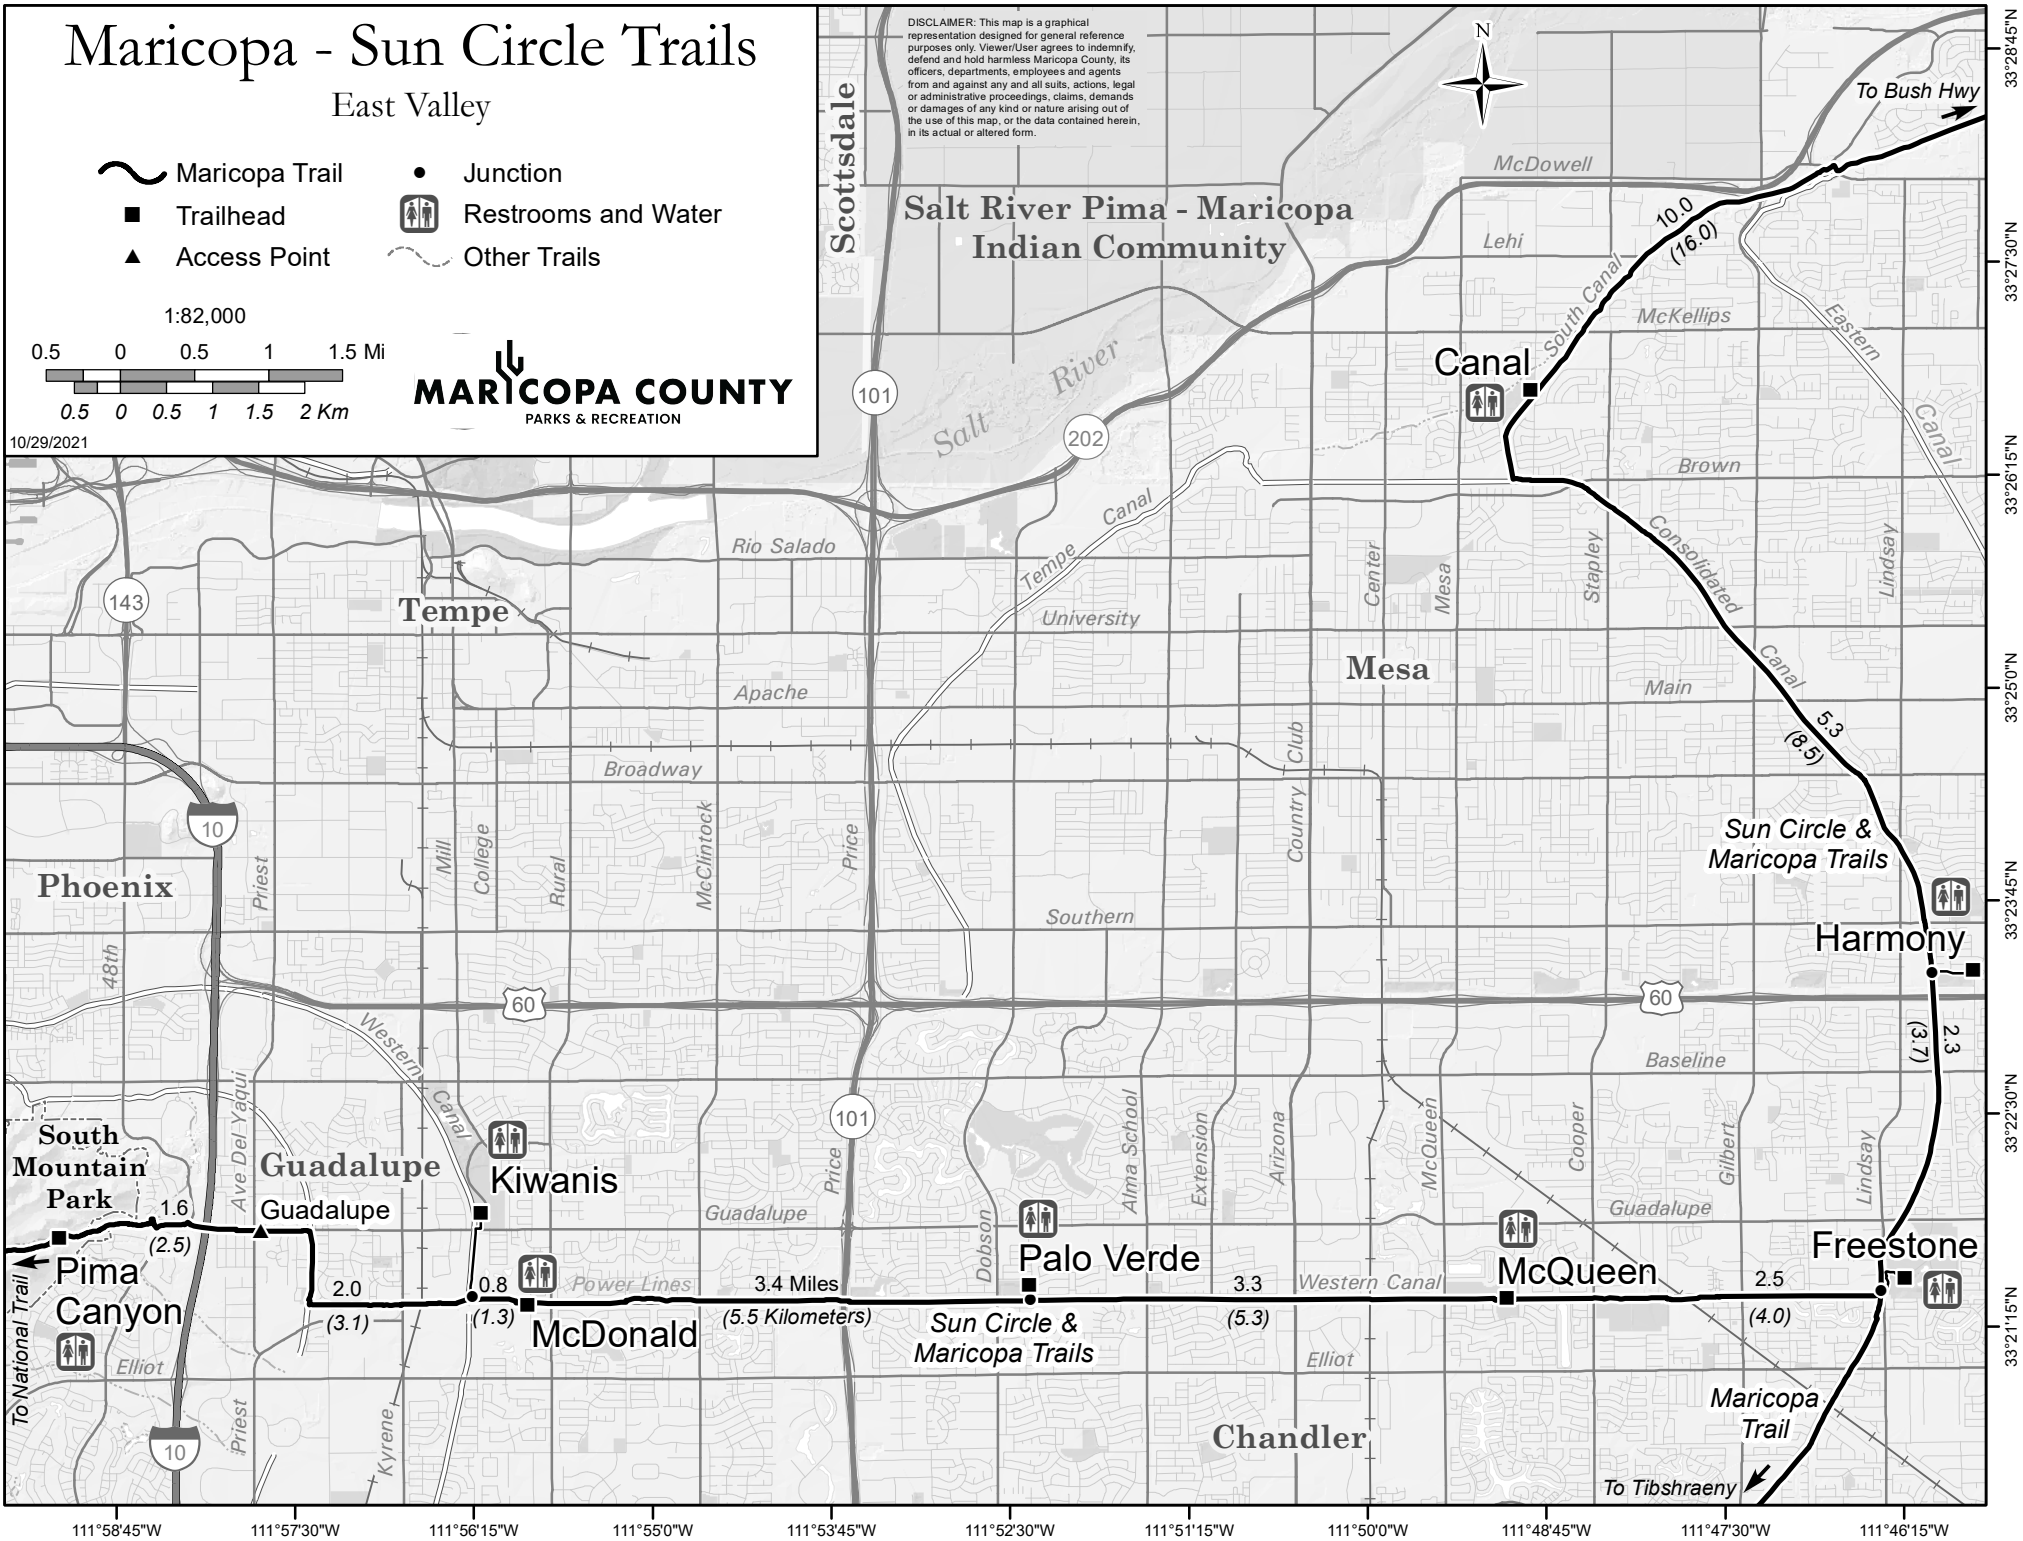 Maricopa - Sun Circle Trails
East Valley
Maricopa Trail
Junction
Trailhead
Restrooms and Water
Access Point
Other Trails
1:82,000
0.5 0 0.5 1 1.5 Mi
0.5 0 0.5 1 1.5 2 Km
MARICOPA COUNTY
PARKS & RECREATION
10/29/2021
DISCLAIMER: This map is a graphical
representation designed for general reference
purposes only. Viewer/User agrees to indemnify,
defend and hold harmless Maricopa County, its
officers, departments, employees and agents
from and against any and all suits, actions, legal
or administrative proceedings, claims, demands
or damages of any kind or nature arising out of
the use of this map, or the data contained herein,
in its actual or altered form.
N
To Bush Hwy
Scottsdale
McDowell
Salt River Pima - Maricopa
Indian Community
10.0
(16.0)
Lehi
South Canal
McKellips
Eastern
Canal
Canal
Salt River
101
202
Brown
Tempe Canal
Rio Salado
Consolidated
Canal
Center
Mesa
Stapley
Lindsay
143
Tempe
University
Mesa
Apache
Main
5.3
(8.5)
Broadway
Country Club
10
Sun Circle &
Maricopa Trails
Phoenix
Priest
Mill
College
Rural
McClintock
Price
Southern
Harmony
48th
60
60
2.3
(3.7)
Western
Canal
Baseline
Ave Del Yaqui
101
South
Mountain
Park
Guadalupe
Kiwanis
Price
Alma School
Extension
Arizona
McQueen
Cooper
Gilbert
Lindsay
1.6
(2.5)
Guadalupe
Guadalupe
Guadalupe
Dobson
Palo Verde
McQueen
Freestone
Pima
Canyon
To National Trail
2.0
(3.1)
0.8
(1.3)
Power Lines
3.4 Miles
(5.5 Kilometers)
3.3
(5.3)
Western Canal
2.5
(4.0)
McDonald
Sun Circle &
Maricopa Trails
Elliot
Elliot
Priest
Kyrene
10
Chandler
Maricopa
Trail
To Tibshraeny
33°28'45"N
33°27'30"N
33°26'15"N
33°25'0"N
33°23'45"N
33°22'30"N
33°21'15"N
111°58'45"W 111°57'30"W 111°56'15"W 111°55'0"W 111°53'45"W 111°52'30"W 111°51'15"W 111°50'0"W 111°48'45"W 111°47'30"W 111°46'15"W